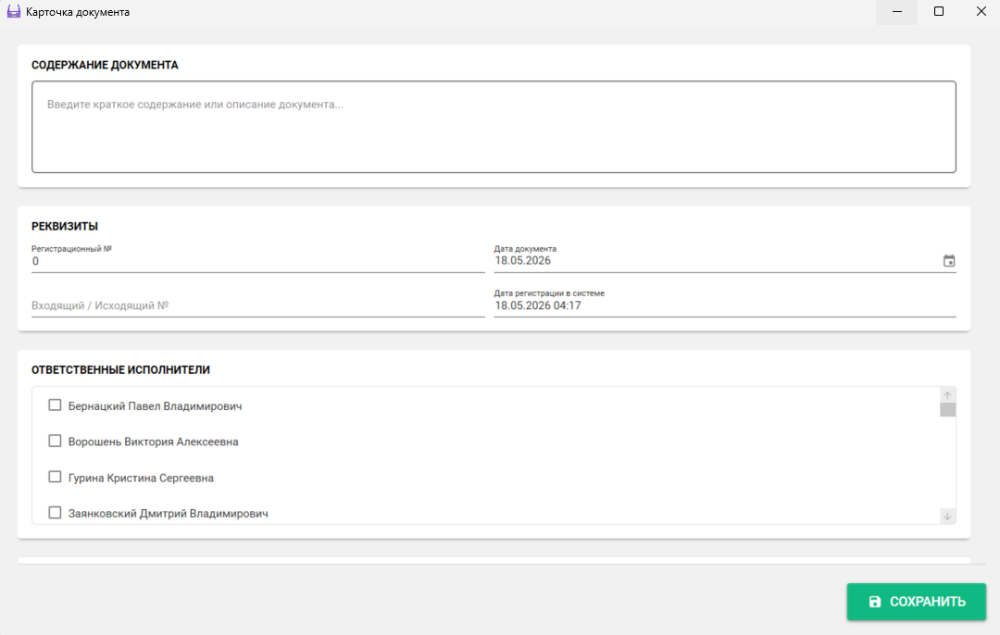 Карточка документа
СОДЕРЖАНИЕ ДОКУМЕНТА
Введите краткое содержание или описание документа...
РЕКВИЗИТЫ
Регистрационный №
0
Дата документа
18.05.2026
Входящий / Исходящий №
Дата регистрации в системе
18.05.2026 04:17
ОТВЕТСТВЕННЫЕ ИСПОЛНИТЕЛИ
Бернацкий Павел Владимирович
Ворошень Виктория Алексеевна
Гурина Кристина Сергеевна
Заянковский Дмитрий Владимирович
СОХРАНИТЬ